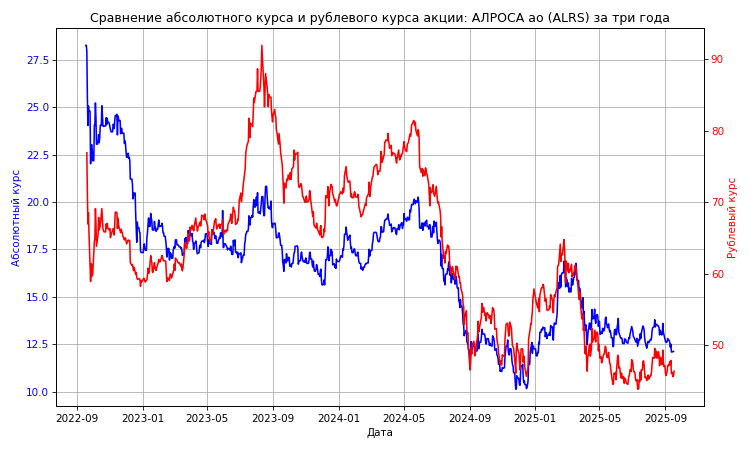 Сравнение абсолютного курса и рублевого курса акции: АЛРОСА ао (ALRS) за три года
Абсолютный курс
27.5
25.0
22.5
20.0
17.5
15.0
12.5
10.0
90
80
70
60
50
Рублевый курс
2022-09 2023-01 2023-05 2023-09 2024-01 2024-05 2024-09 2025-01 2025-05 2025-09
Дата